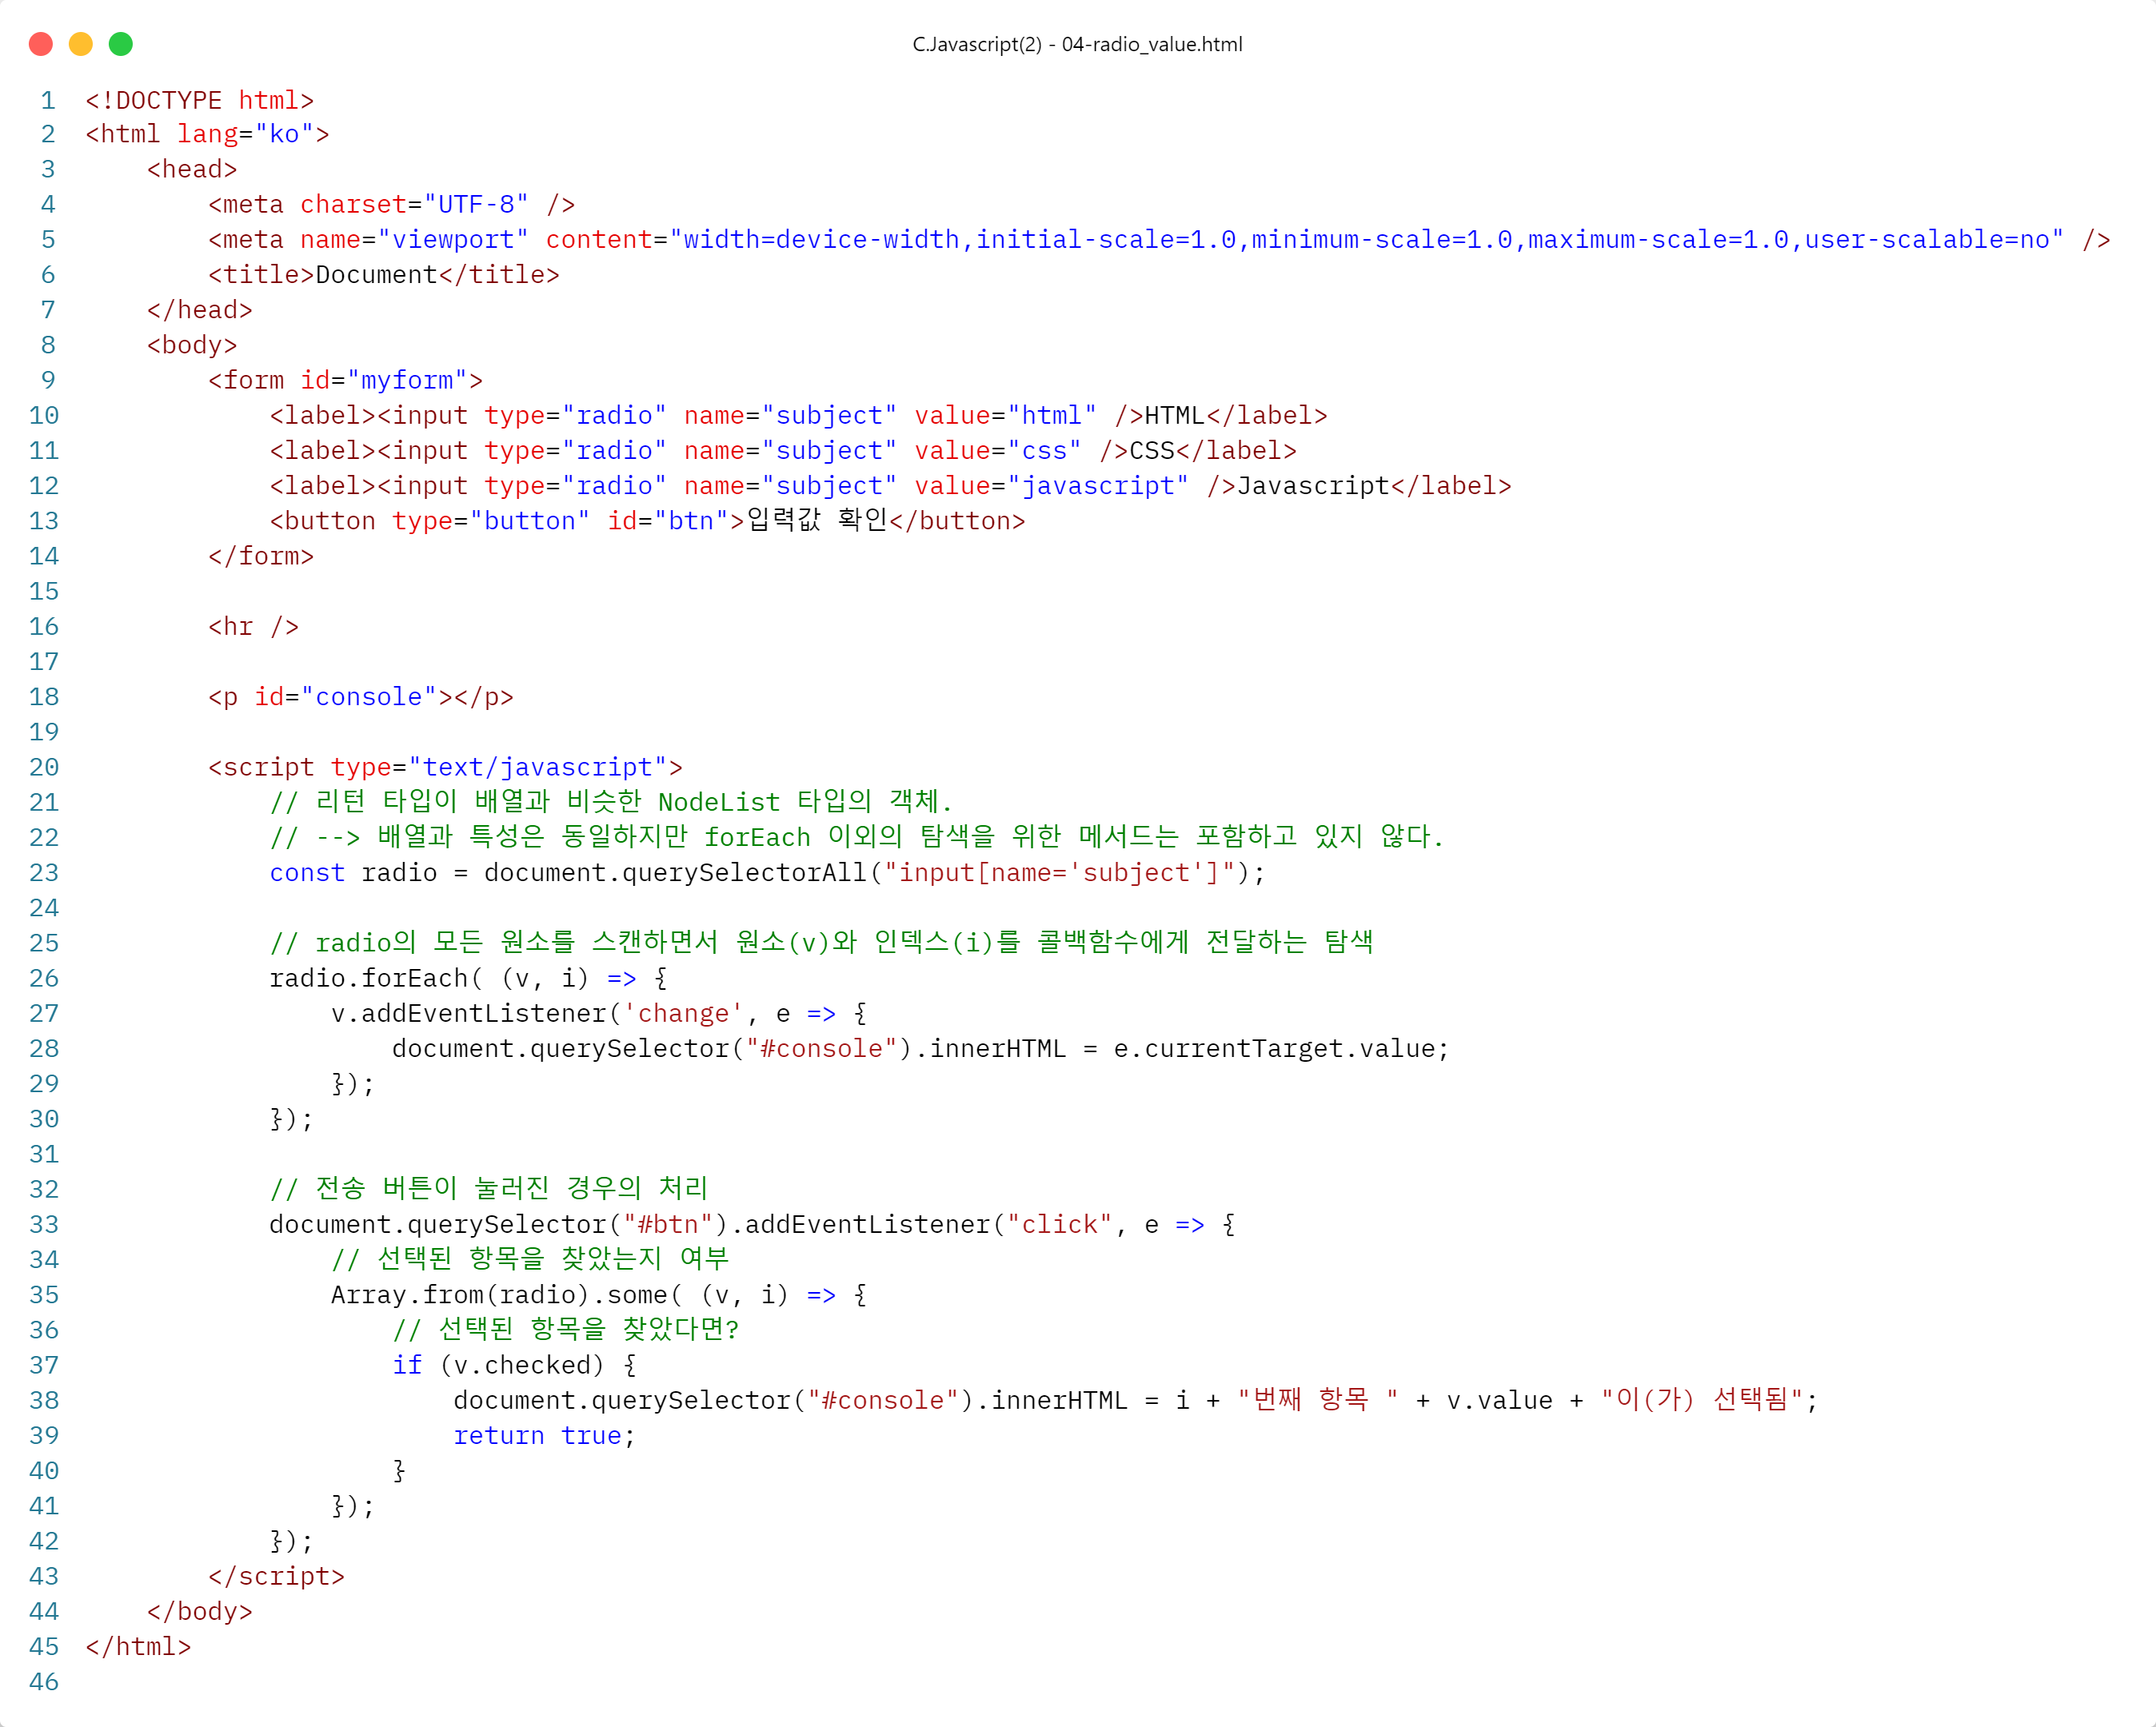 C.Javascript(2) - 04-radio_value.html
1 <!DOCTYPE html>
2 <html lang="ko">
3     <head>
4         <meta charset="UTF-8" />
5         <meta name="viewport" content="width=device-width,initial-scale=1.0,minimum-scale=1.0,maximum-scale=1.0,user-scalable=no" />
6         <title>Document</title>
7     </head>
8     <body>
9         <form id="myform">
10             <label><input type="radio" name="subject" value="html" />HTML</label>
11             <label><input type="radio" name="subject" value="css" />CSS</label>
12             <label><input type="radio" name="subject" value="javascript" />Javascript</label>
13             <button type="button" id="btn">입력값 확인</button>
14         </form>
15
16         <hr />
17
18         <p id="console"></p>
19
20         <script type="text/javascript">
21             // 리턴 타입이 배열과 비슷한 NodeList 타입의 객체.
22             // --> 배열과 특성은 동일하지만 forEach 이외의 탐색을 위한 메서드는 포함하고 있지 않다.
23             const radio = document.querySelectorAll("input[name='subject']");
24
25             // radio의 모든 원소를 스캔하면서 원소(v)와 인덱스(i)를 콜백함수에게 전달하는 탐색
26             radio.forEach( (v, i) => {
27                 v.addEventListener('change', e => {
28                     document.querySelector("#console").innerHTML = e.currentTarget.value;
29                 });
30             });
31
32             // 전송 버튼이 눌러진 경우의 처리
33             document.querySelector("#btn").addEventListener("click", e => {
34                 // 선택된 항목을 찾았는지 여부
35                 Array.from(radio).some( (v, i) => {
36                     // 선택된 항목을 찾았다면?
37                     if (v.checked) {
38                         document.querySelector("#console").innerHTML = i + "번째 항목 " + v.value + "이(가) 선택됨";
39                         return true;
40                     }
41                 });
42             });
43         </script>
44     </body>
45 </html>
46